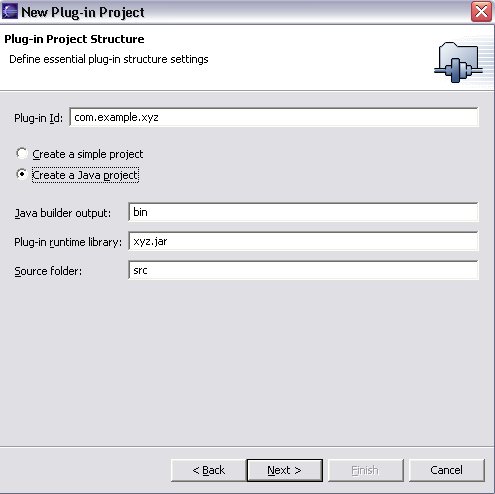 New Plug-in Project
Plug-in Project Structure
Define essential plug-in structure settings
Plug-in Id: com.example.xyz
Create a simple project
Create a Java project
Java builder output: bin
Plug-in runtime library: xyz.jar
Source folder: src
< Back Next > Finish Cancel